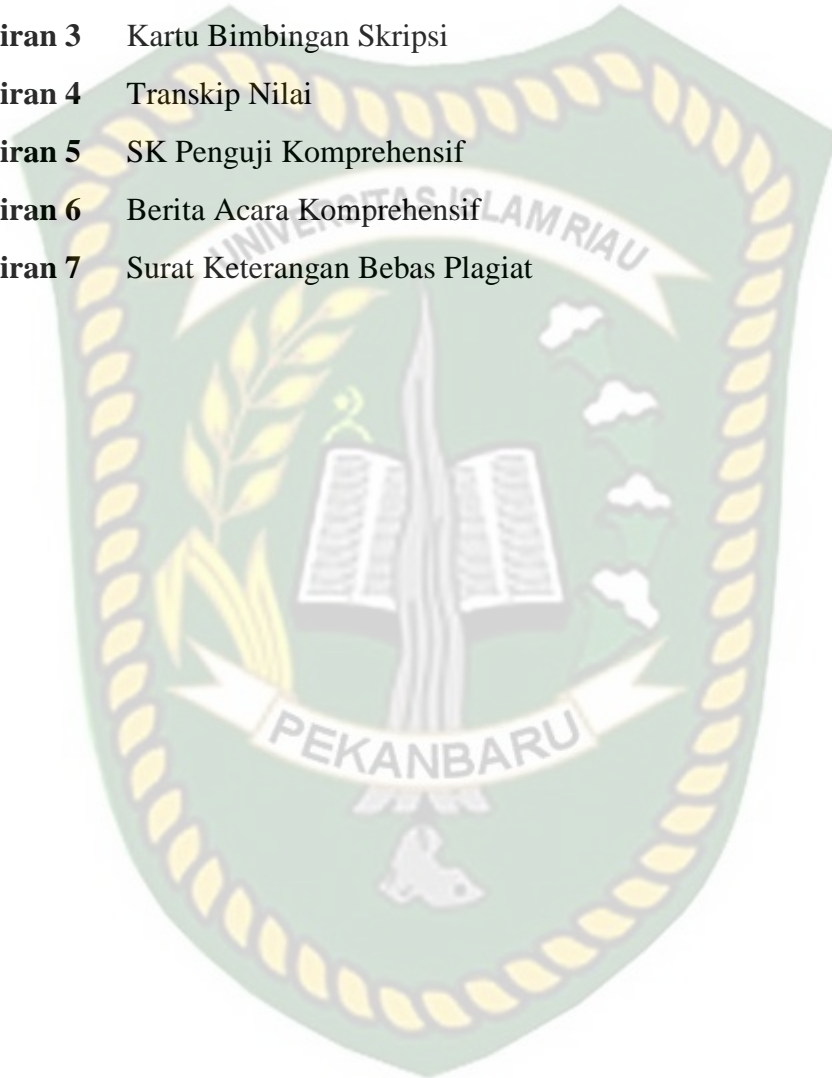 iran 3 Kartu Bimbingan Skripsi
iran 4 Transkip Nilai
iran 5 SK Penguji Komprehensif
iran 6 Berita Acara Komprehensif
iran 7 Surat Keterangan Bebas Plagiat
UNIVERSITAS ISLAM RIAU
PEKANBARU